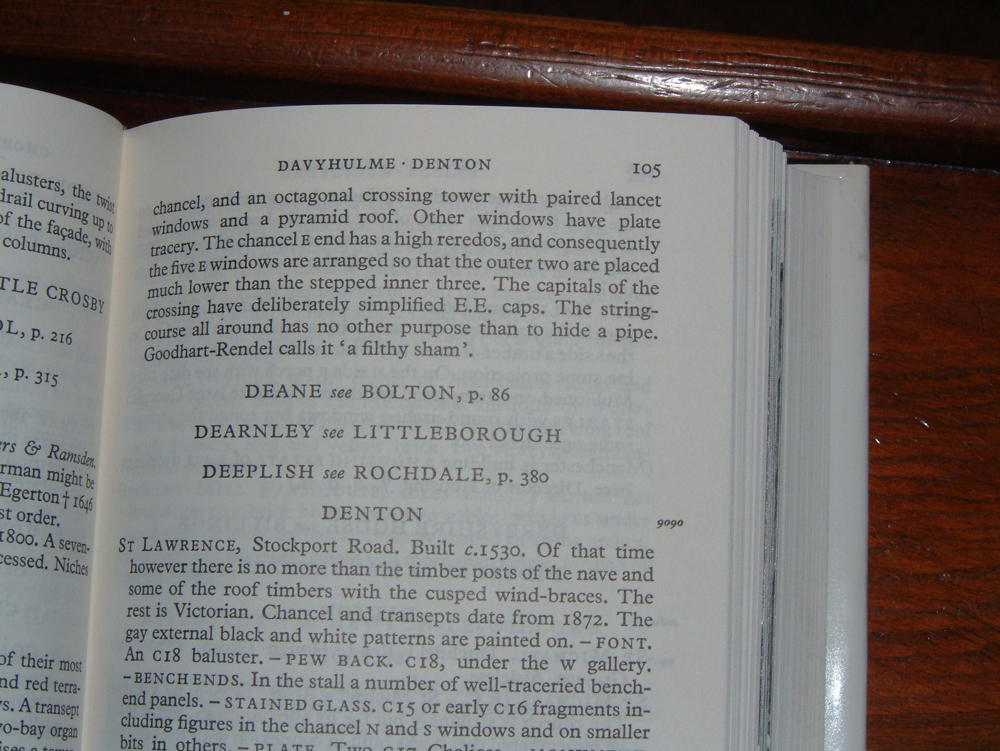 alusters, the twist
drail curving up to
of the façade, with
columns.
TLE CROSBY
OL, p. 216
, p. 315
ers & Ramsden.
rman might be
Egerton † 1646
st order.
1800. A seven-
cessed. Niches
of their most
nd red terra-
s. A transept
vo-bay organ
DAVYHULME · DENTON 105
chancel, and an octagonal crossing tower with paired lancet
windows and a pyramid roof. Other windows have plate
tracery. The chancel E end has a high reredos, and consequently
the five E windows are arranged so that the outer two are placed
much lower than the stepped inner three. The capitals of the
crossing have deliberately simplified E.E. caps. The string-
course all around has no other purpose than to hide a pipe.
Goodhart-Rendel calls it ‘a filthy sham’.
DEANE see BOLTON, p. 86
DEARNLEY see LITTLEBOROUGH
DEEPLISH see ROCHDALE, p. 380
DENTON 9090
ST LAWRENCE, Stockport Road. Built c.1530. Of that time
however there is no more than the timber posts of the nave and
some of the roof timbers with the cusped wind-braces. The
rest is Victorian. Chancel and transepts date from 1872. The
gay external black and white patterns are painted on. – FONT.
An C18 baluster. – PEW BACK. C18, under the W gallery.
– BENCH ENDS. In the stall a number of well-traceried bench-
end panels. – STAINED GLASS. C15 or early C16 fragments in-
cluding figures in the chancel N and S windows and on smaller
bits in others. – PLATE. Two C17 Chalices.